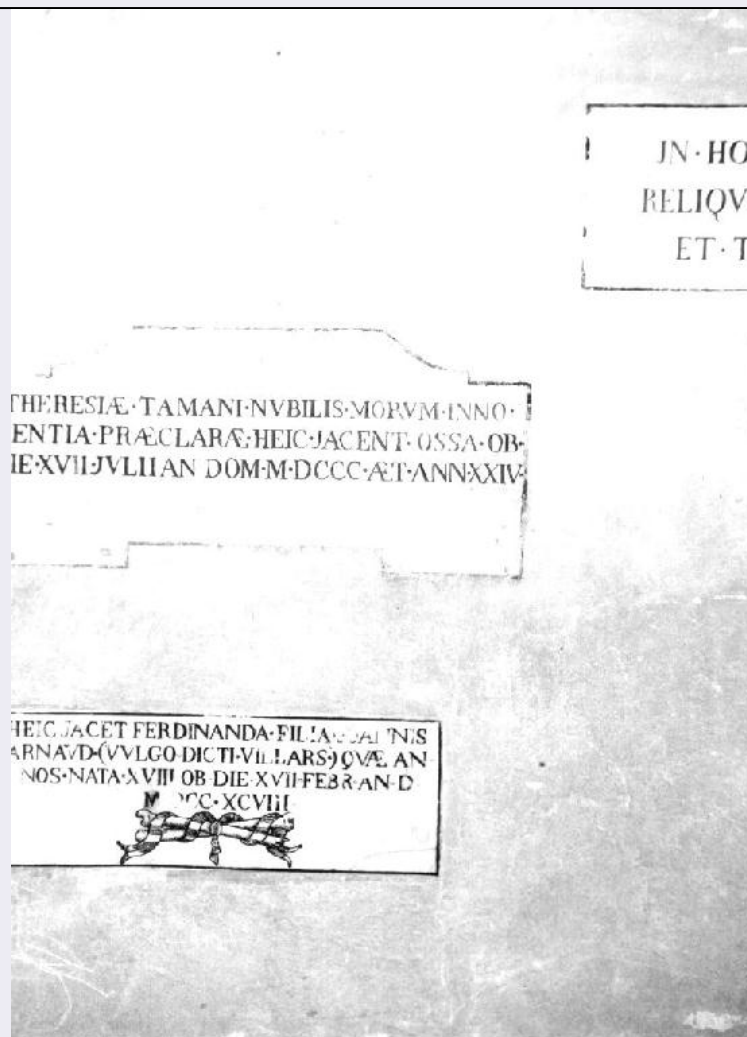 JN·HO
RELIQV
ET·T
THERESIÆ·TAMANI·NVBILIS·MORVM·INNO·
ENTIA·PRÆCLARÆ·HEIC·JACENT·OSSA·OB·
IE·XVII·JVLII AN DOM·M·DCCC·ÆT·ANN·XXIV·
HEIC JACET FERDINANDA·FILIA
ARNAVD·(VVLGO·DICTI·VILLARS·) QVÆ AN
NOS·NATA·XVIII OB·DIE·XVII·FEBR·AN·D